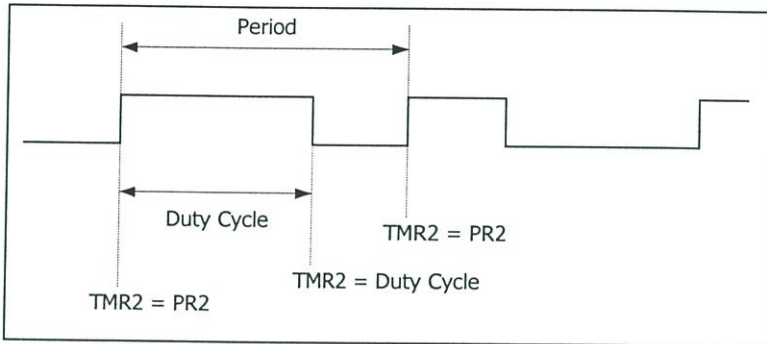 Period
Duty Cycle
TMR2 = PR2
TMR2 = Duty Cycle
TMR2 = PR2